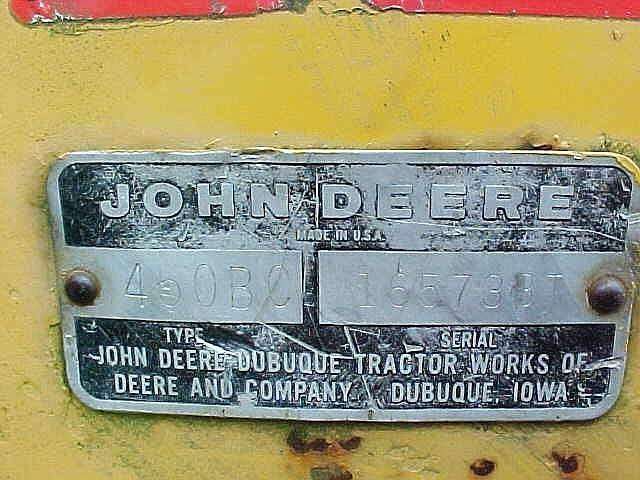 JOHN DEERE
MADE IN U.S.A.
TYPE
SERIAL
JOHN DEERE DUBUQUE TRACTOR WORKS OF
DEERE AND COMPANY DUBUQUE, IOWA